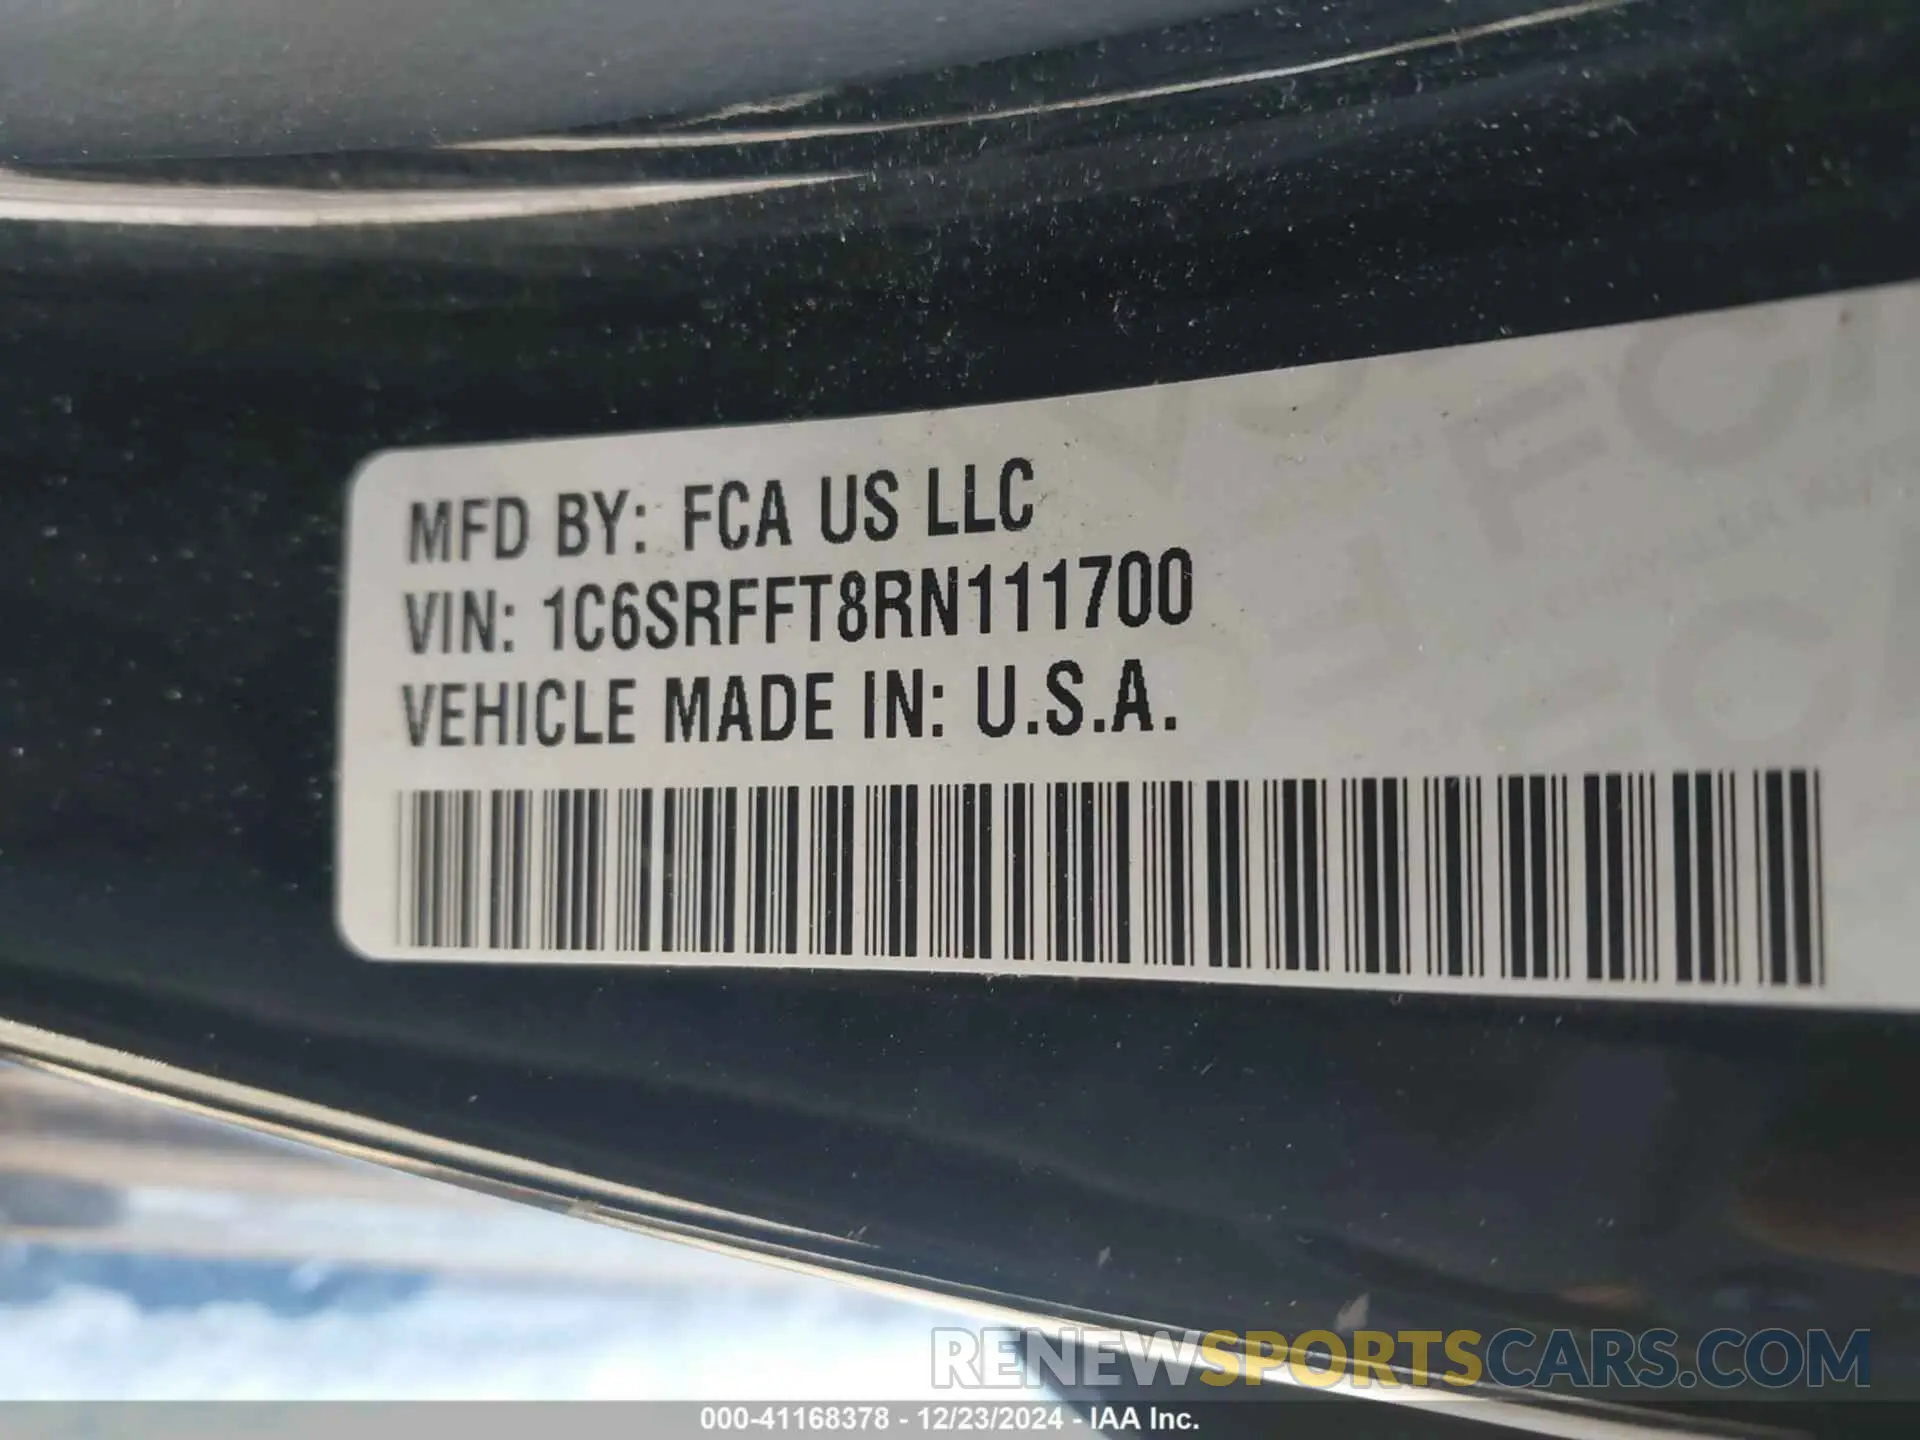 MFD BY: FCA US LLC
VIN: 1C6SRFFT8RN111700
VEHICLE MADE IN: U.S.A.
RENEWSPORTSCARS.COM
000-41168378 - 12/23/2024 - IAA Inc.